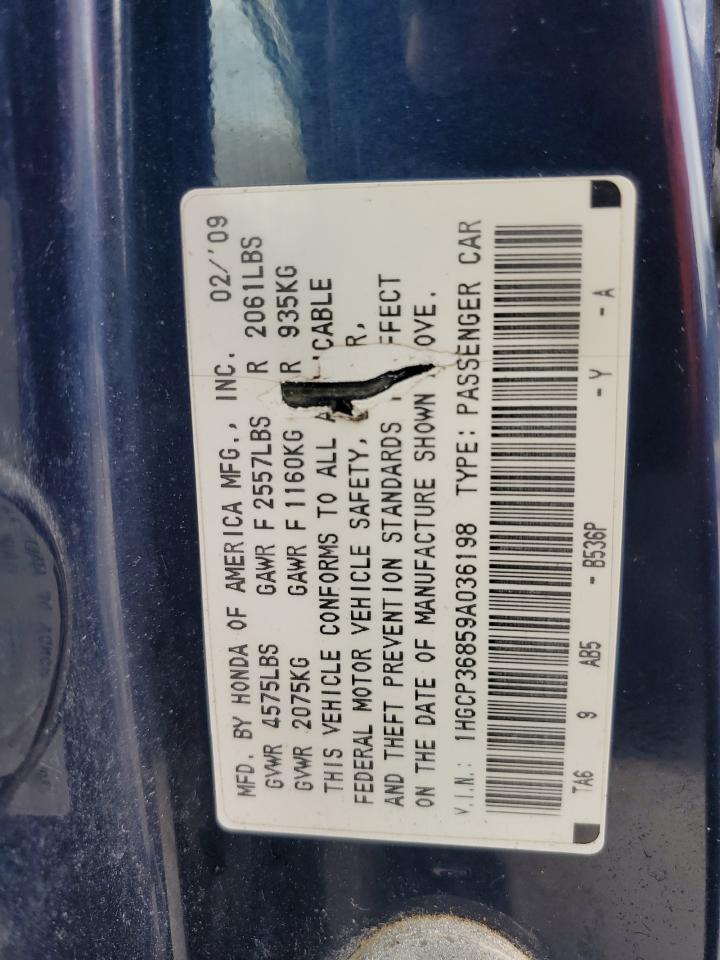 MFD. BY HONDA OF AMERICA MFG., INC. 02/'09
GVWR 4575LBS GAWR F 2557LBS R 2061LBS
GVWR 2075KG GAWR F 1160KG R 935KG
THIS VEHICLE CONFORMS TO ALL A CABLE
FEDERAL MOTOR VEHICLE SAFETY, R,
AND THEFT PREVENTION STANDARDS FFECT
ON THE DATE OF MANUFACTURE SHOWN OVE.
V.I.N.: 1HGCP36859A036198 TYPE: PASSENGER CAR
TA6 9 AB5 - B536P - Y - A